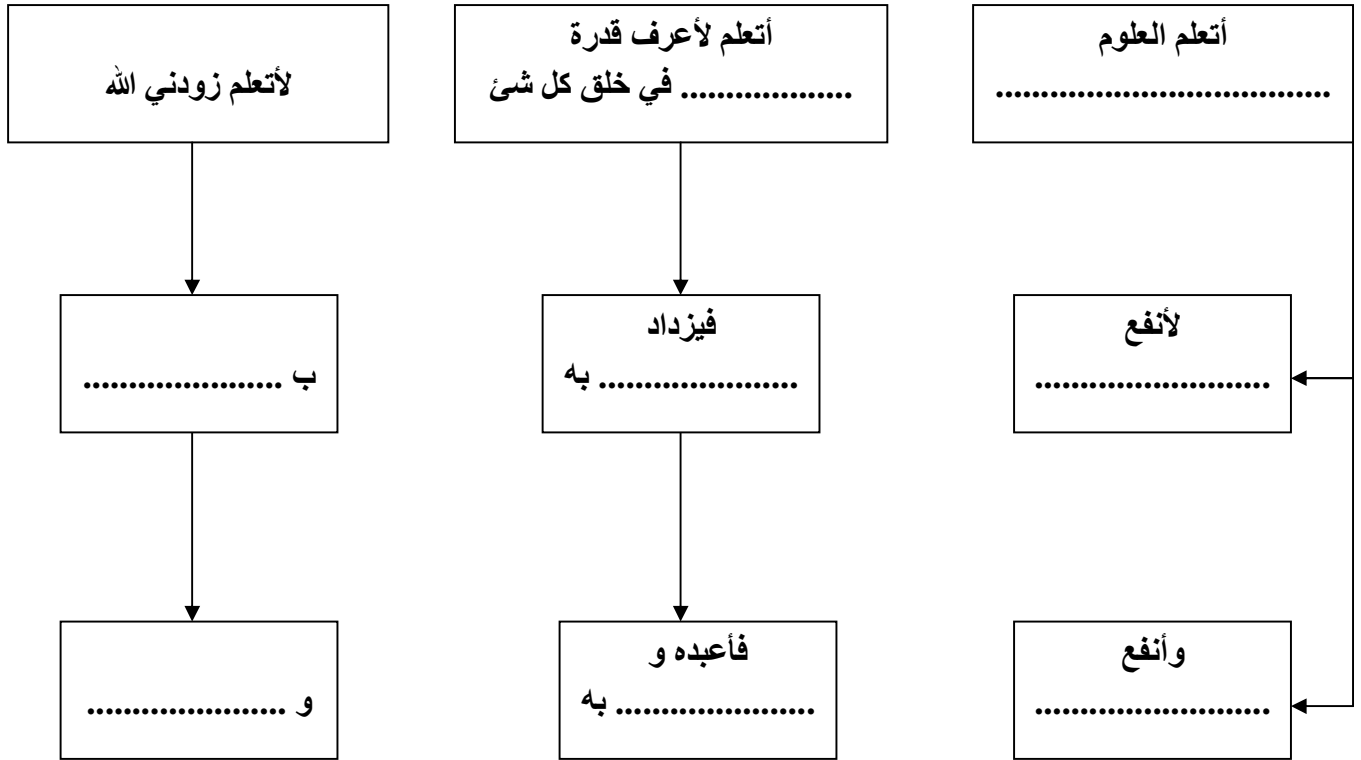 أتعلم العلوم
.....................................
أتعلم لأعرف قدرة
................... في خلق كل شئ
لأتعلم زودني الله
لأنفع
..........................
فيزداد
...................... به
ب ......................
وأنفع
..........................
فأعبده و
...................... به
و ......................